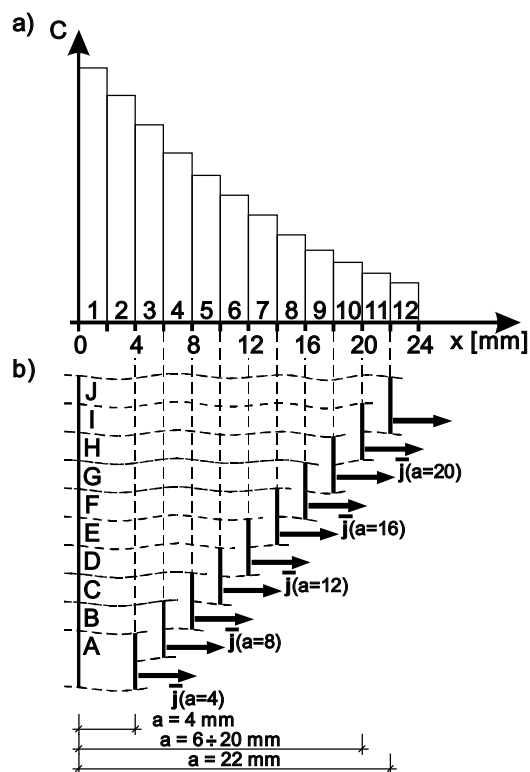 a)
C
1 2 3 4 5 6 7 8 9 10 11 12
0 4 8 12 16 20 24 x [mm]
b)
J
I
H
j̅(a=20)
G
F
j̅(a=16)
E
D
j̅(a=12)
C
B
j̅(a=8)
A
j̅(a=4)
a = 4 mm
a = 6÷20 mm
a = 22 mm